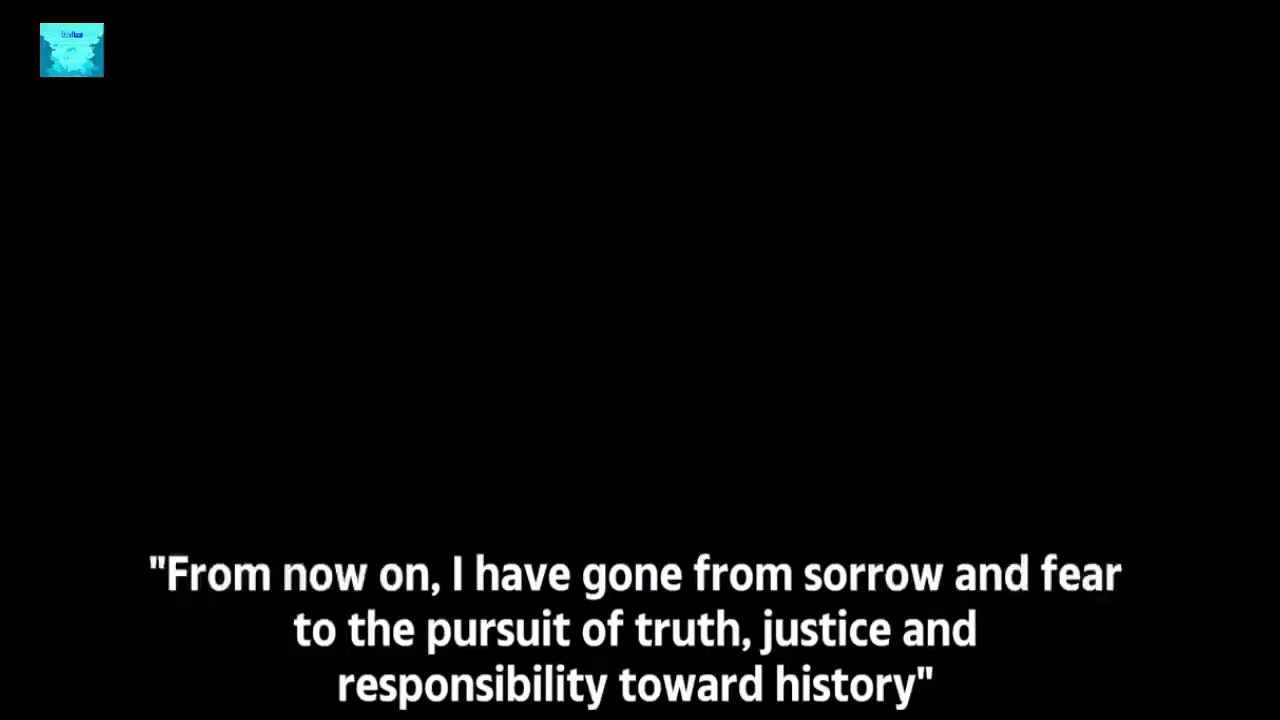 "From now on, I have gone from sorrow and fear
to the pursuit of truth, justice and
responsibility toward history"